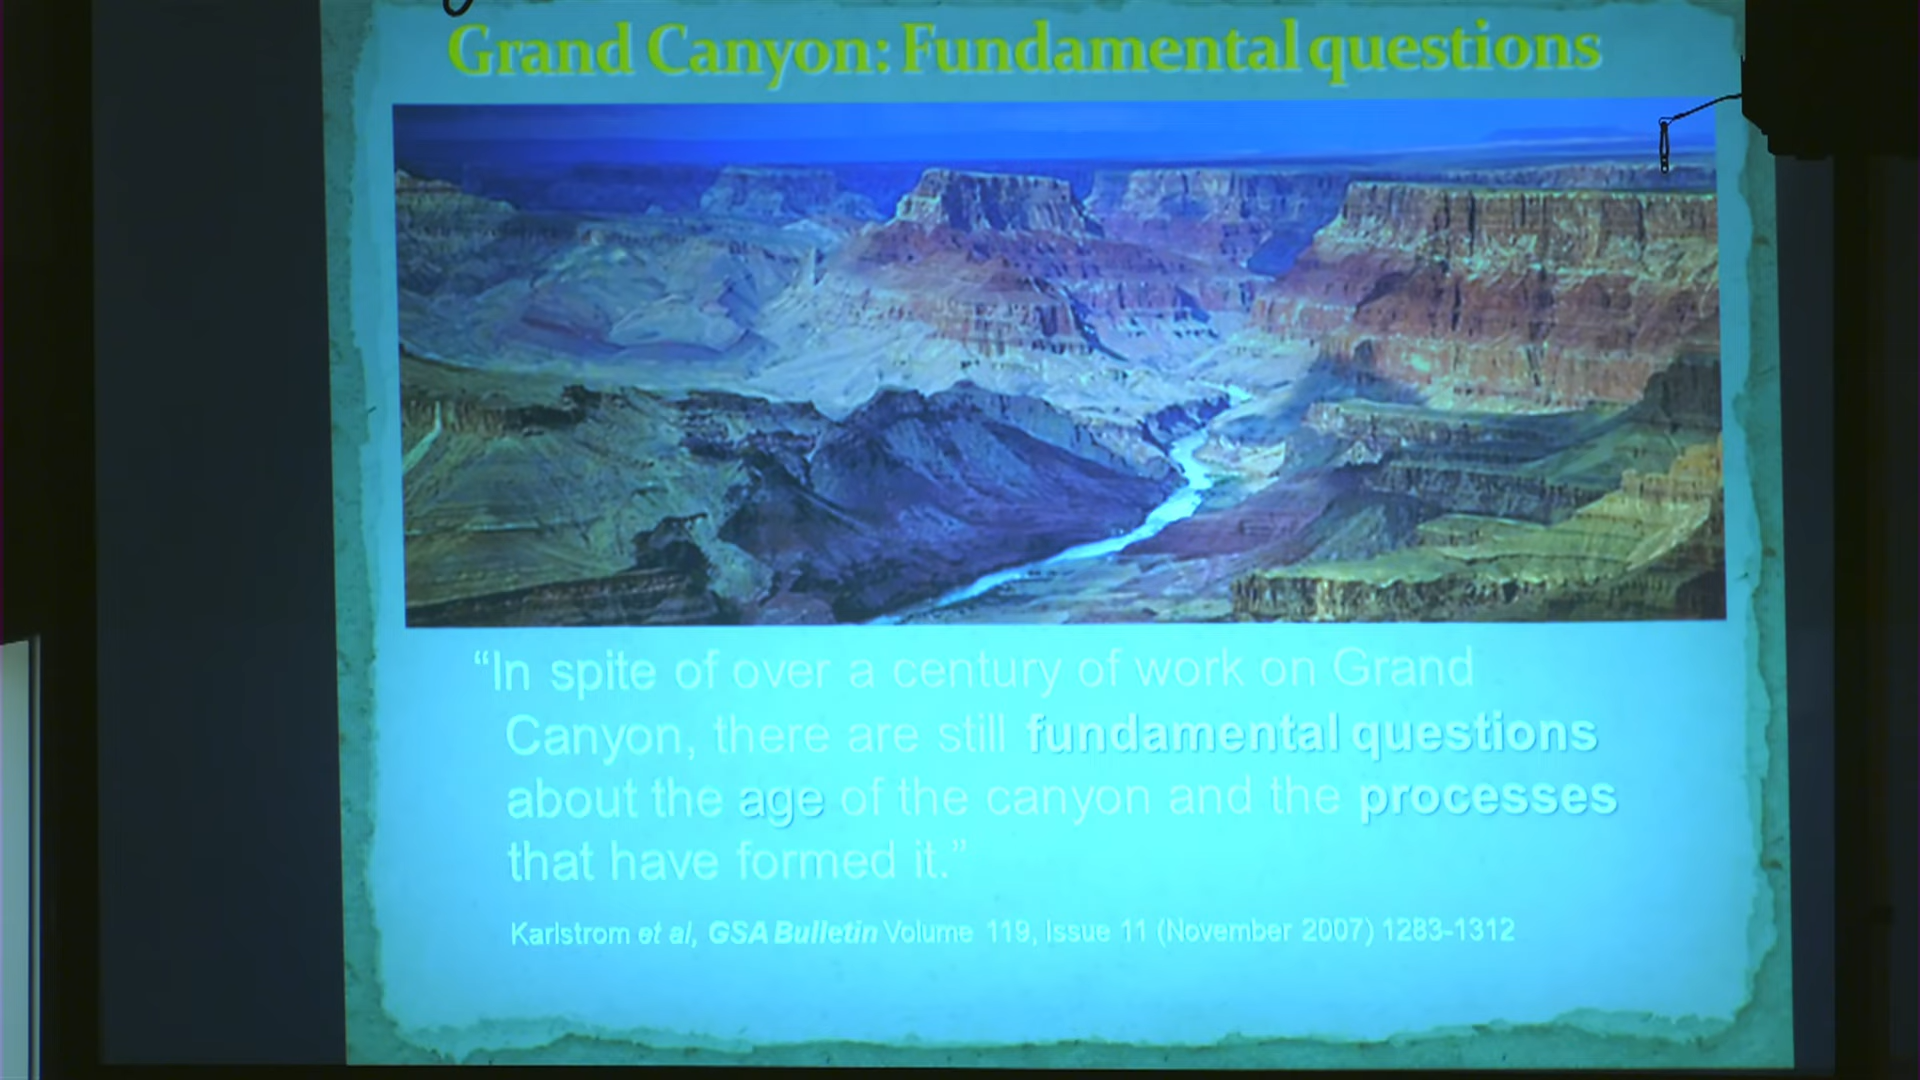 Grand Canyon: Fundamental questions
“In spite of over a century of work on Grand
Canyon, there are still fundamental questions
about the age of the canyon and the processes
that have formed it.”
Karlstrom et al, GSA Bulletin Volume 119, Issue 11 (November 2007) 1283-1312